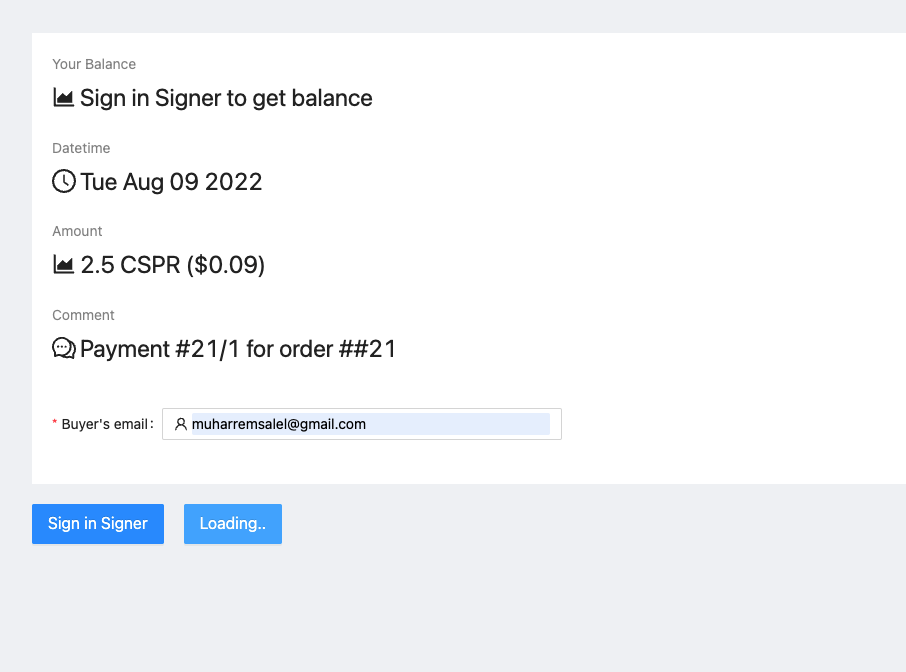 Your Balance
Sign in Signer to get balance
Datetime
Tue Aug 09 2022
Amount
2.5 CSPR ($0.09)
Comment
Payment #21/1 for order ##21
* Buyer's email: muharremsalel@gmail.com
Sign in Signer Loading..